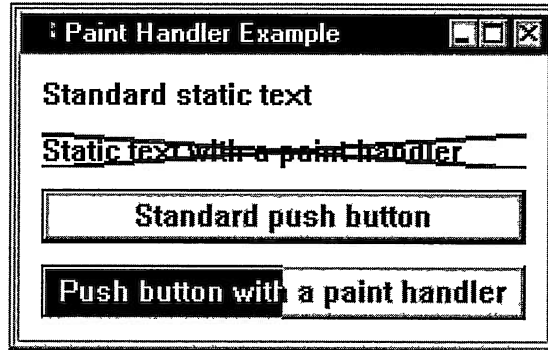 Paint Handler Example
Standard static text
Static text with a paint handler
Standard push button
Push button with a paint handler